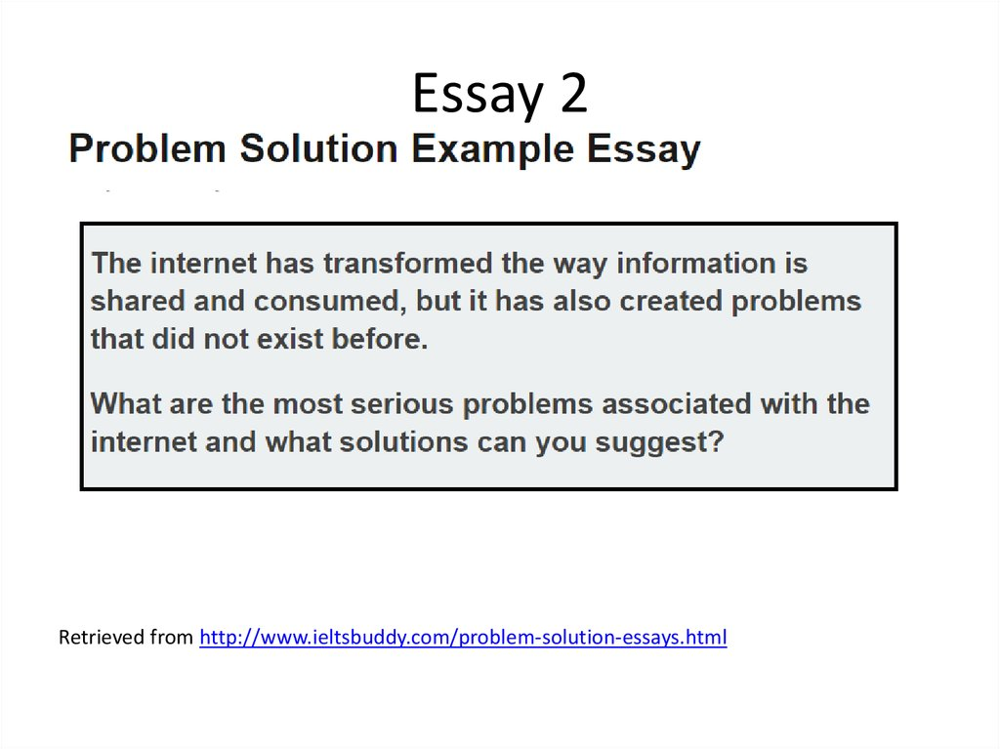 Essay 2
Problem Solution Example Essay
The internet has transformed the way information is
shared and consumed, but it has also created problems
that did not exist before.
What are the most serious problems associated with the
internet and what solutions can you suggest?
Retrieved from http://www.ieltsbuddy.com/problem-solution-essays.html